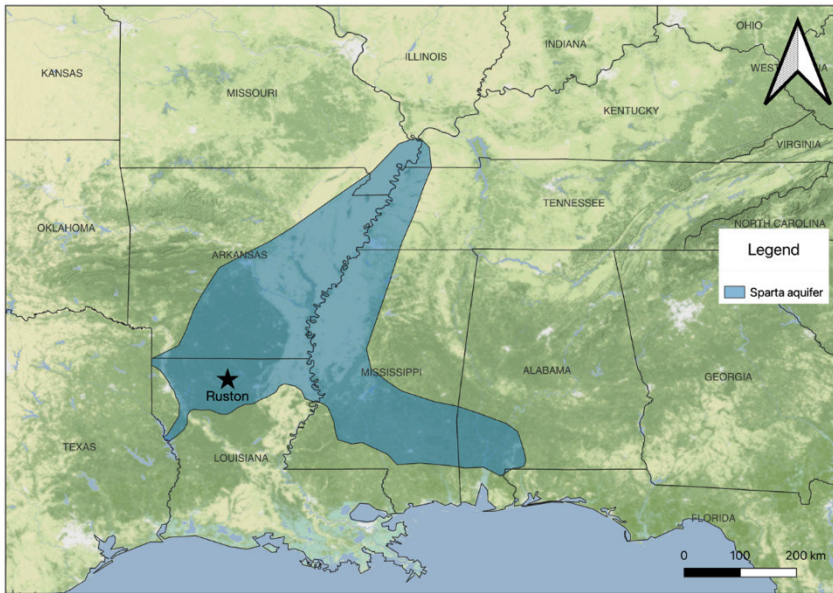 OHIO
INDIANA
ILLINOIS
KANSAS
WEST
MISSOURI
KENTUCKY
VIRGINIA
TENNESSEE
OKLAHOMA
NORTH CAROLINA
ARKANSAS
Legend
Sparta aquifer
MISSISSIPPI
ALABAMA
GEORGIA
Ruston
TEXAS
LOUISIANA
FLORIDA
0 100 200 km